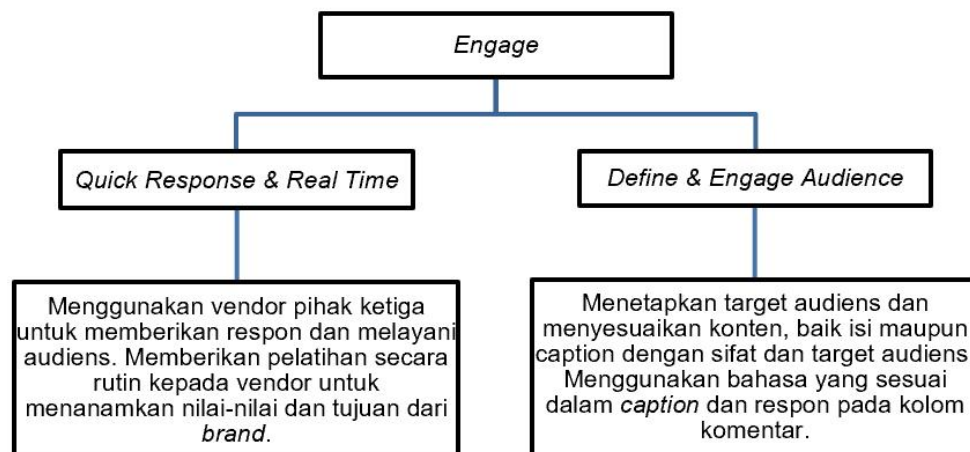 Engage
Quick Response & Real Time
Define & Engage Audience
Menggunakan vendor pihak ketiga
untuk memberikan respon dan melayani
audiens. Memberikan pelatihan secara
rutin kepada vendor untuk
menanamkan nilai-nilai dan tujuan dari
brand.
Menetapkan target audiens dan
menyesuaikan konten, baik isi maupun
caption dengan sifat dan target audiens.
Menggunakan bahasa yang sesuai
dalam caption dan respon pada kolom
komentar.